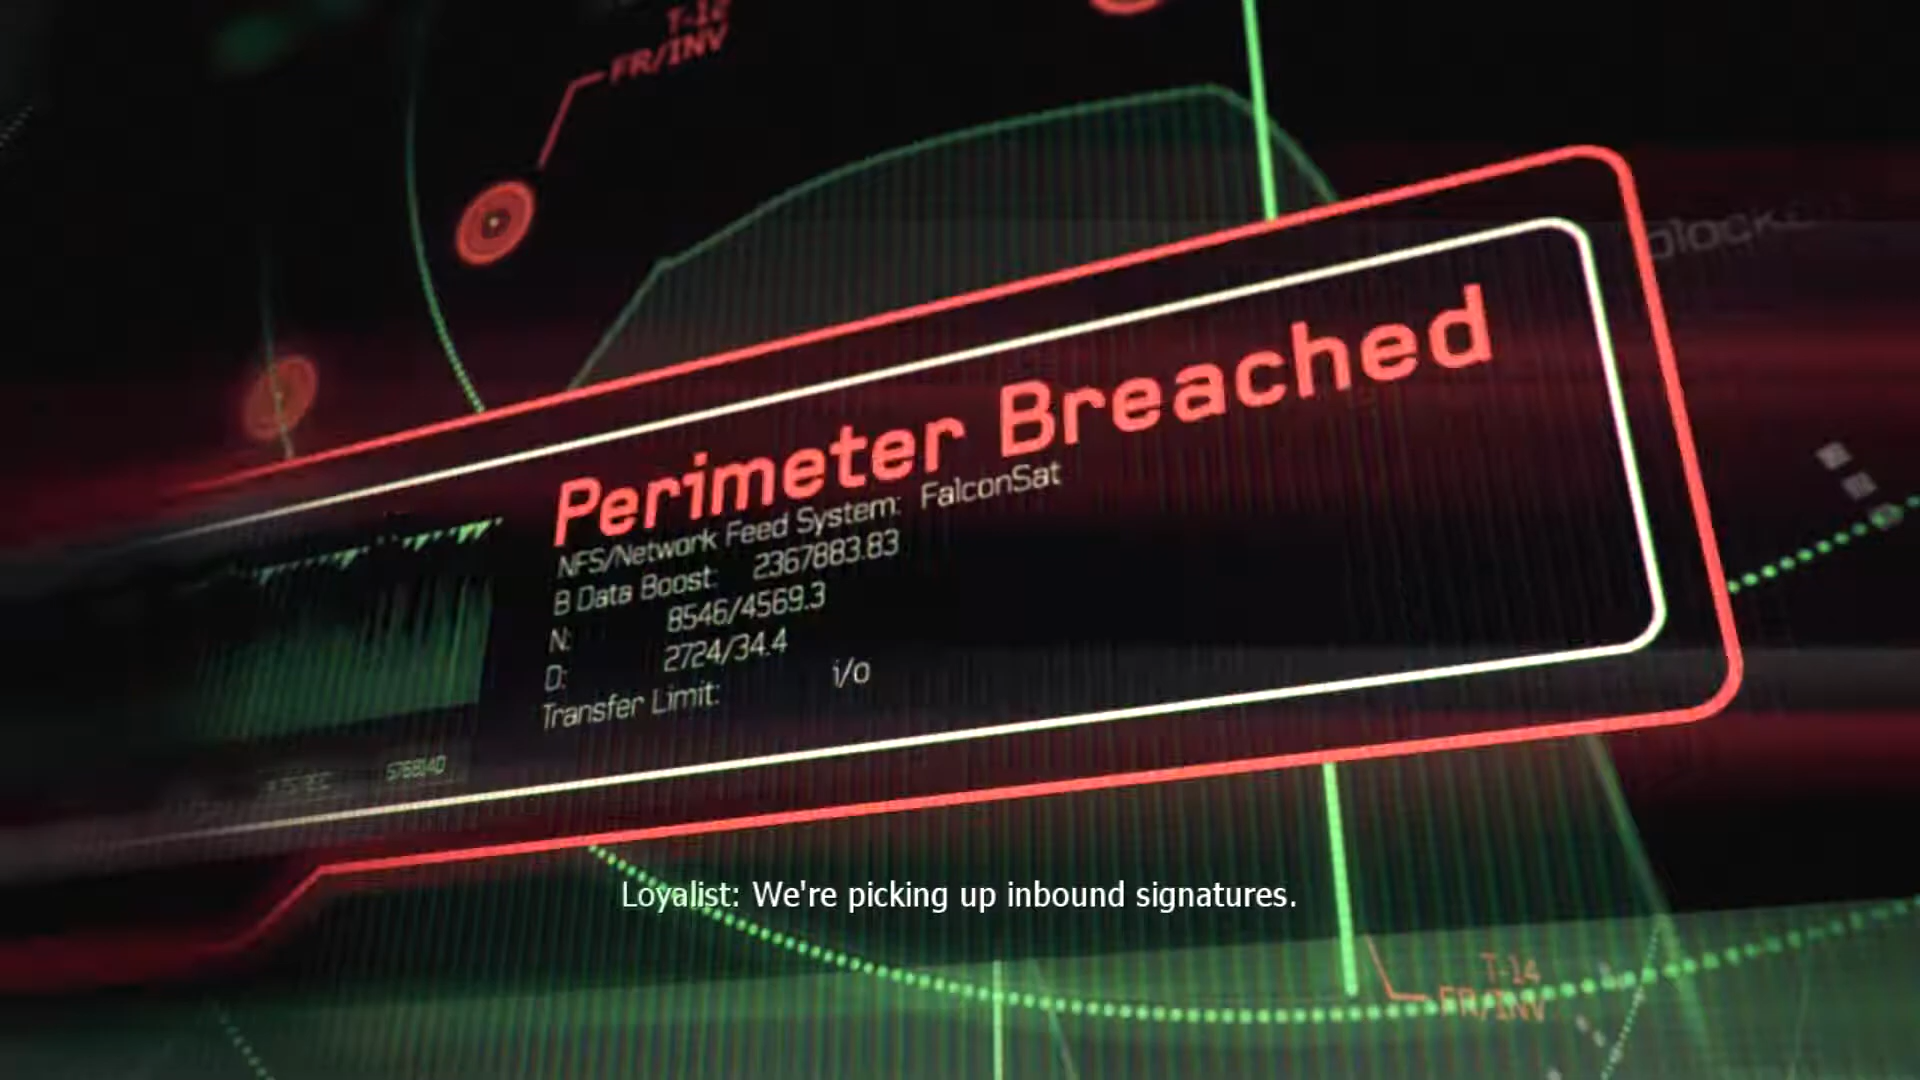 T-12
FR/INV
Perimeter Breached
NFS/Network Feed System: FalconSat
B Data Boost: 2367883.83
N: 8546/4569.3
D: 2724/34.4
Transfer Limit: i/o
Loyalist: We're picking up inbound signatures.
T-14
FR/INV